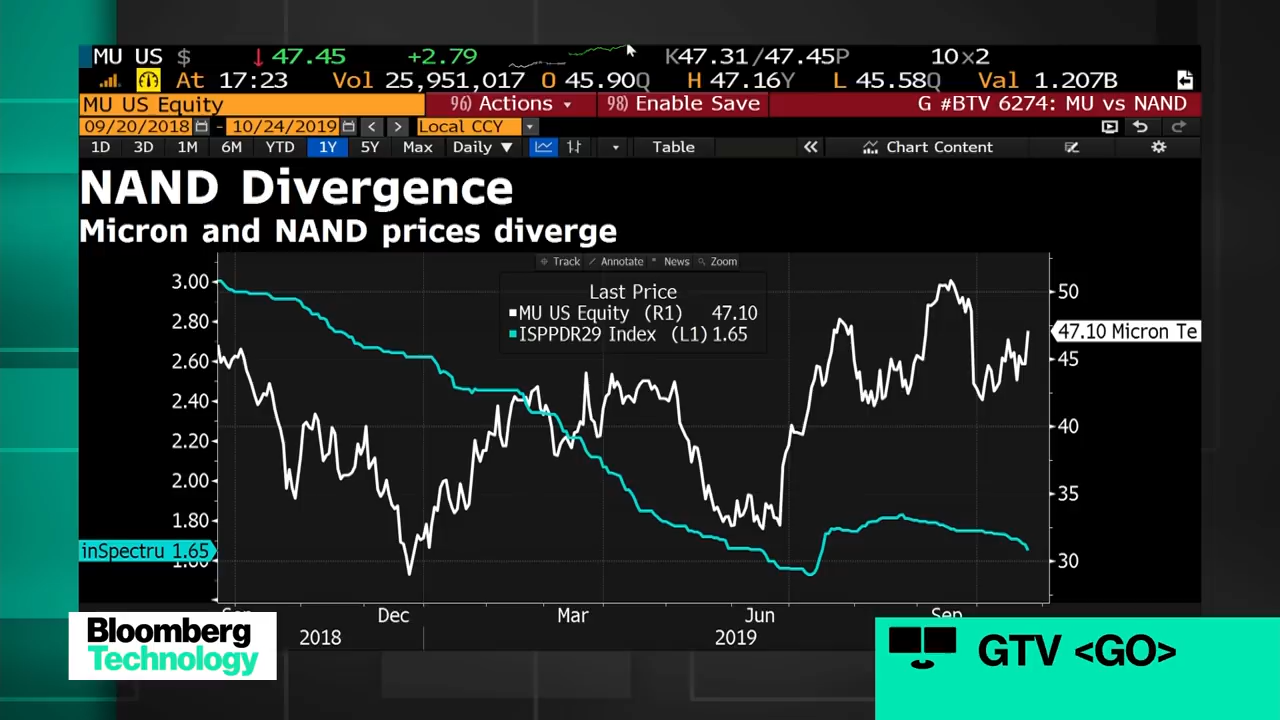 MU US $ ↓47.45 +2.79 K47.31/47.45P 10x2
At 17:23 Vol 25,951,017 O 45.90Q H 47.16Y L 45.58Q Val 1.207B
MU US Equity 96) Actions 98) Enable Save G #BTV 6274: MU vs NAND
09/20/2018 - 10/24/2019 < > Local CCY
1D 3D 1M 6M YTD 1Y 5Y Max Daily ▼ Table « Chart Content
NAND Divergence
Micron and NAND prices diverge
Track Annotate News Zoom
Last Price
MU US Equity (R1) 47.10
ISPPDR29 Index (L1) 1.65
3.00
2.80
2.60
2.40
2.20
2.00
1.80
1.60
50
45
40
35
30
47.10 Micron Te
inSpectru 1.65
Sep Dec Mar Jun Sep
2018 2019
Bloomberg
Technology
GTV <GO>